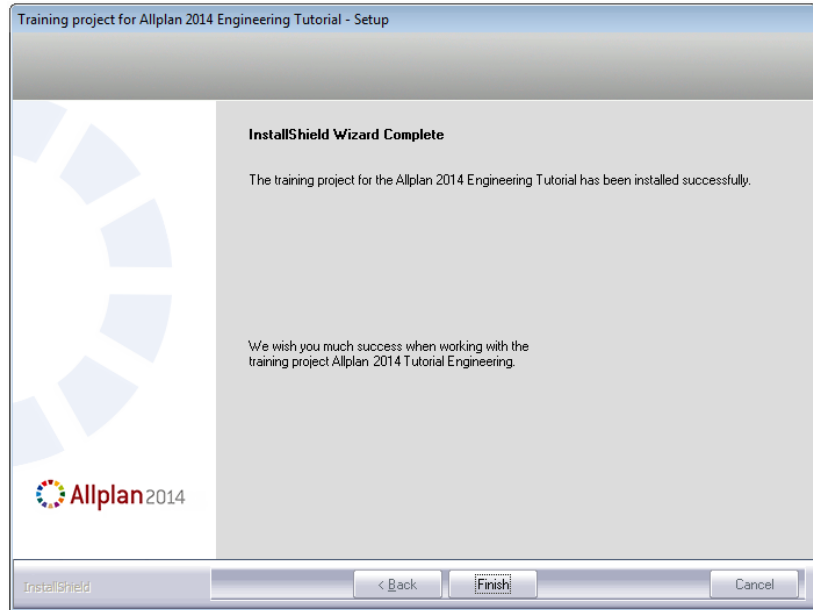 Training project for Allplan 2014 Engineering Tutorial - Setup
InstallShield Wizard Complete
The training project for the Allplan 2014 Engineering Tutorial has been installed successfully.
We wish you much success when working with the
training project Allplan 2014 Tutorial Engineering.
Allplan 2014
InstallShield
< Back
Finish
Cancel